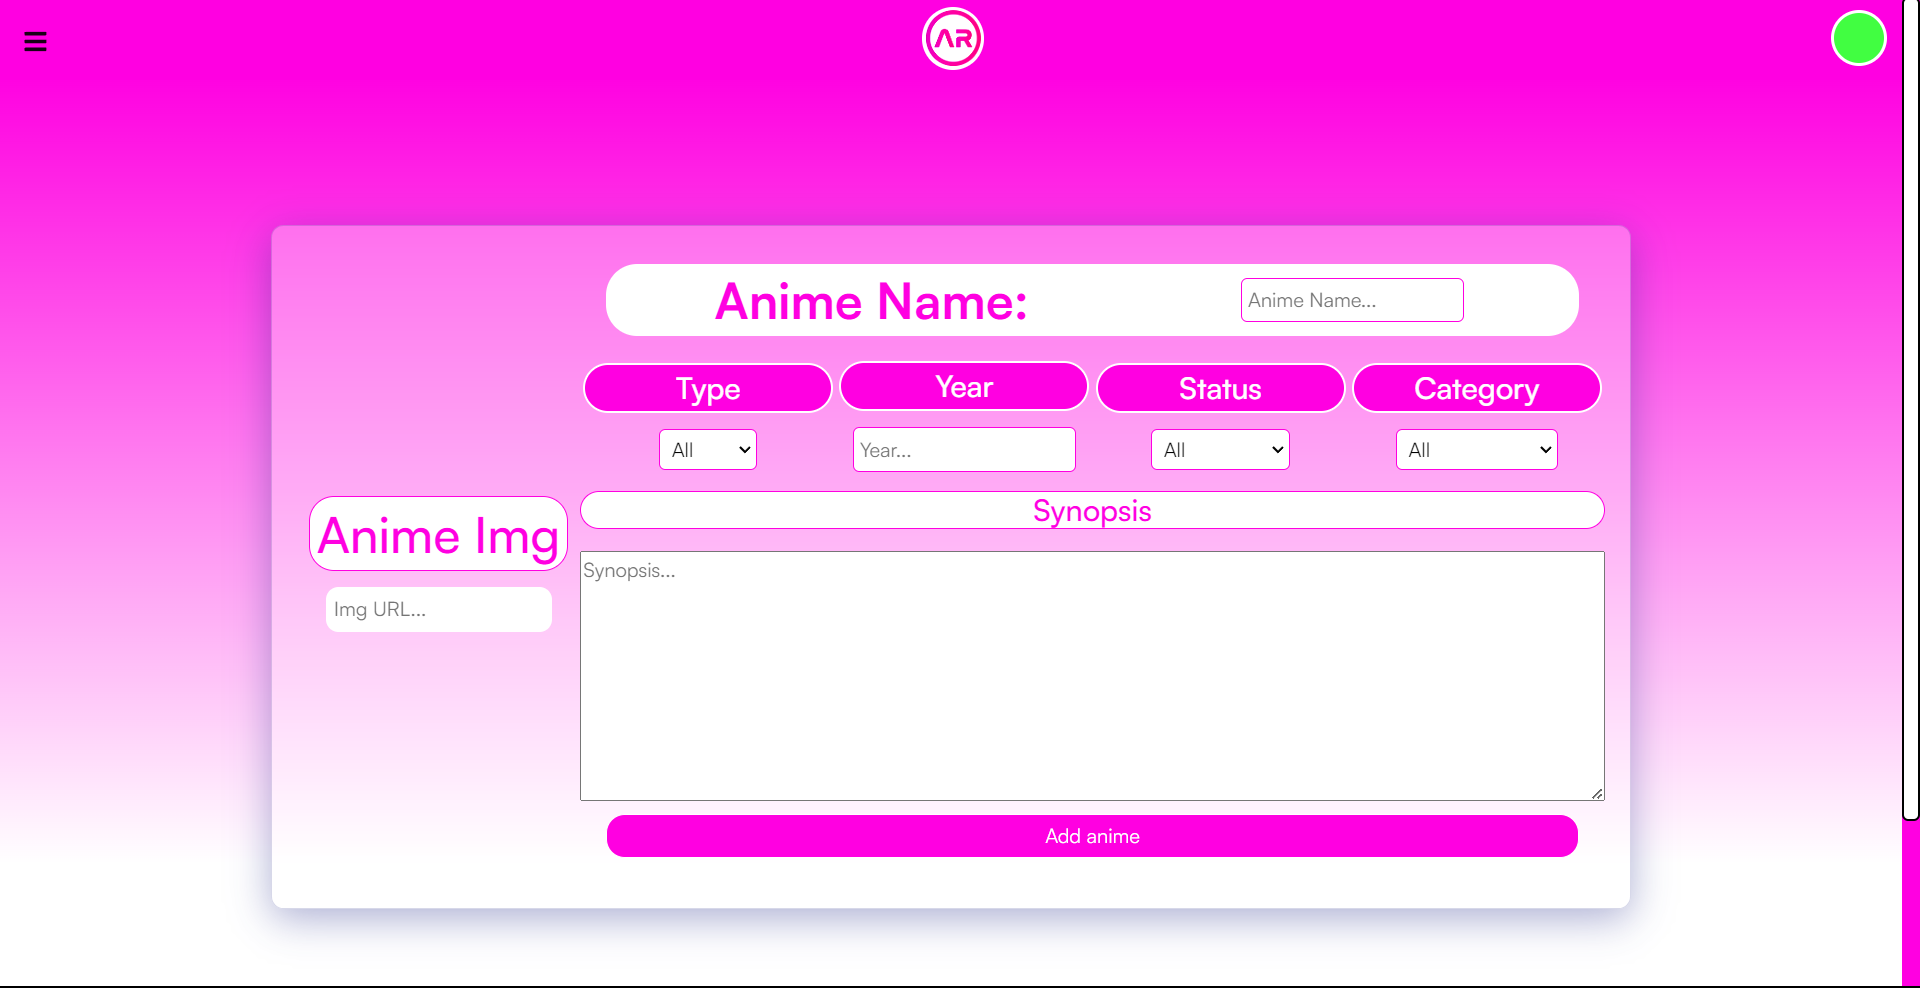 AR
Anime Name:
Anime Name...
Type
Year
Status
Category
All
Year...
All
All
Anime Img
Img URL...
Synopsis
Synopsis...
Add anime